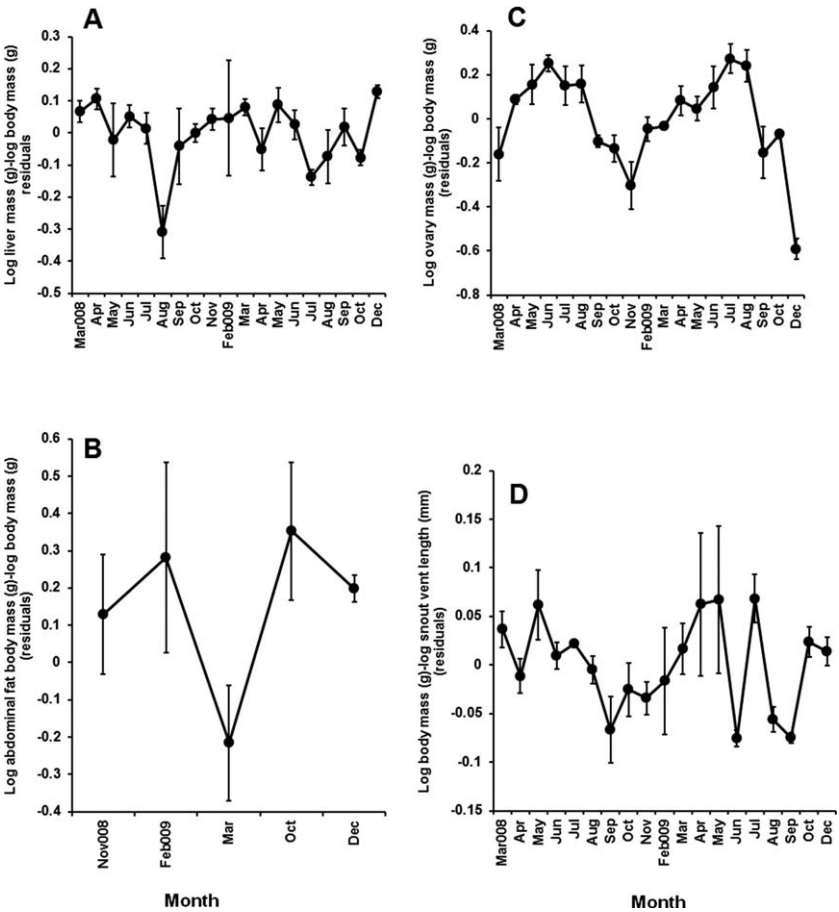 A
Log liver mass (g)-log body mass (g)
residuals
0.3
0.2
0.1
0
-0.1
-0.2
-0.3
-0.4
-0.5
Mar008
Apr
May
Jun
Jul
Aug
Sep
Oct
Nov
Feb009
Mar
Apr
May
Jun
Jul
Aug
Sep
Oct
Dec
C
Log ovary mass (g)-log body mass (g)
(residuals)
0.4
0.2
0
-0.2
-0.4
-0.6
-0.8
Mar008
Apr
May
Jun
Jul
Aug
Sep
Oct
Nov
Feb009
Mar
Apr
May
Jun
Jul
Aug
Sep
Oct
Dec
B
Log abdominal fat body mass (g)-log body mass (g)
(residuals)
0.6
0.5
0.4
0.3
0.2
0.1
0
-0.1
-0.2
-0.3
-0.4
Nov008
Feb009
Mar
Oct
Dec
Month
D
Log body mass (g)-log snout vent length (mm)
(residuals)
0.2
0.15
0.1
0.05
0
-0.05
-0.1
-0.15
Mar008
Apr
May
Jun
Jul
Aug
Sep
Oct
Nov
Feb009
Mar
Apr
May
Jun
Jul
Aug
Sep
Oct
Dec
Month